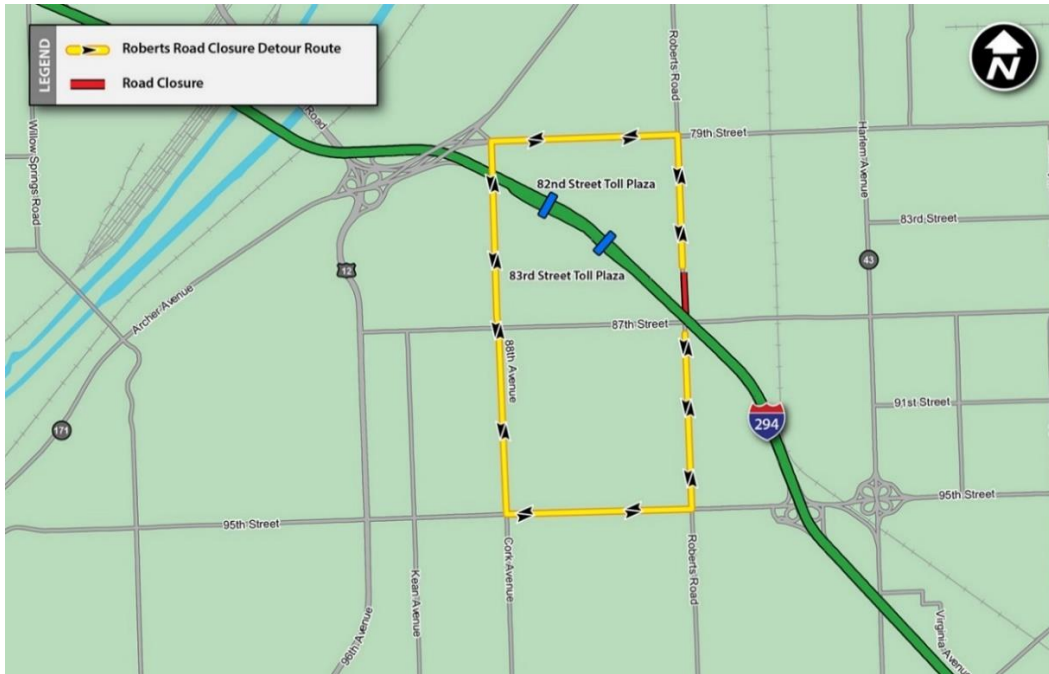 LEGEND
Roberts Road Closure Detour Route
Road Closure
N
Road
Roberts Road
79th Street
Harlem Avenue
Willow Springs Road
82nd Street Toll Plaza
83rd Street
12
83rd Street Toll Plaza
43
Archer Avenue
87th Street
88th Avenue
91st Street
294
171
95th Street
95th Street
Cork Avenue
Kean Avenue
Roberts Road
96th Avenue
Virginia Avenue